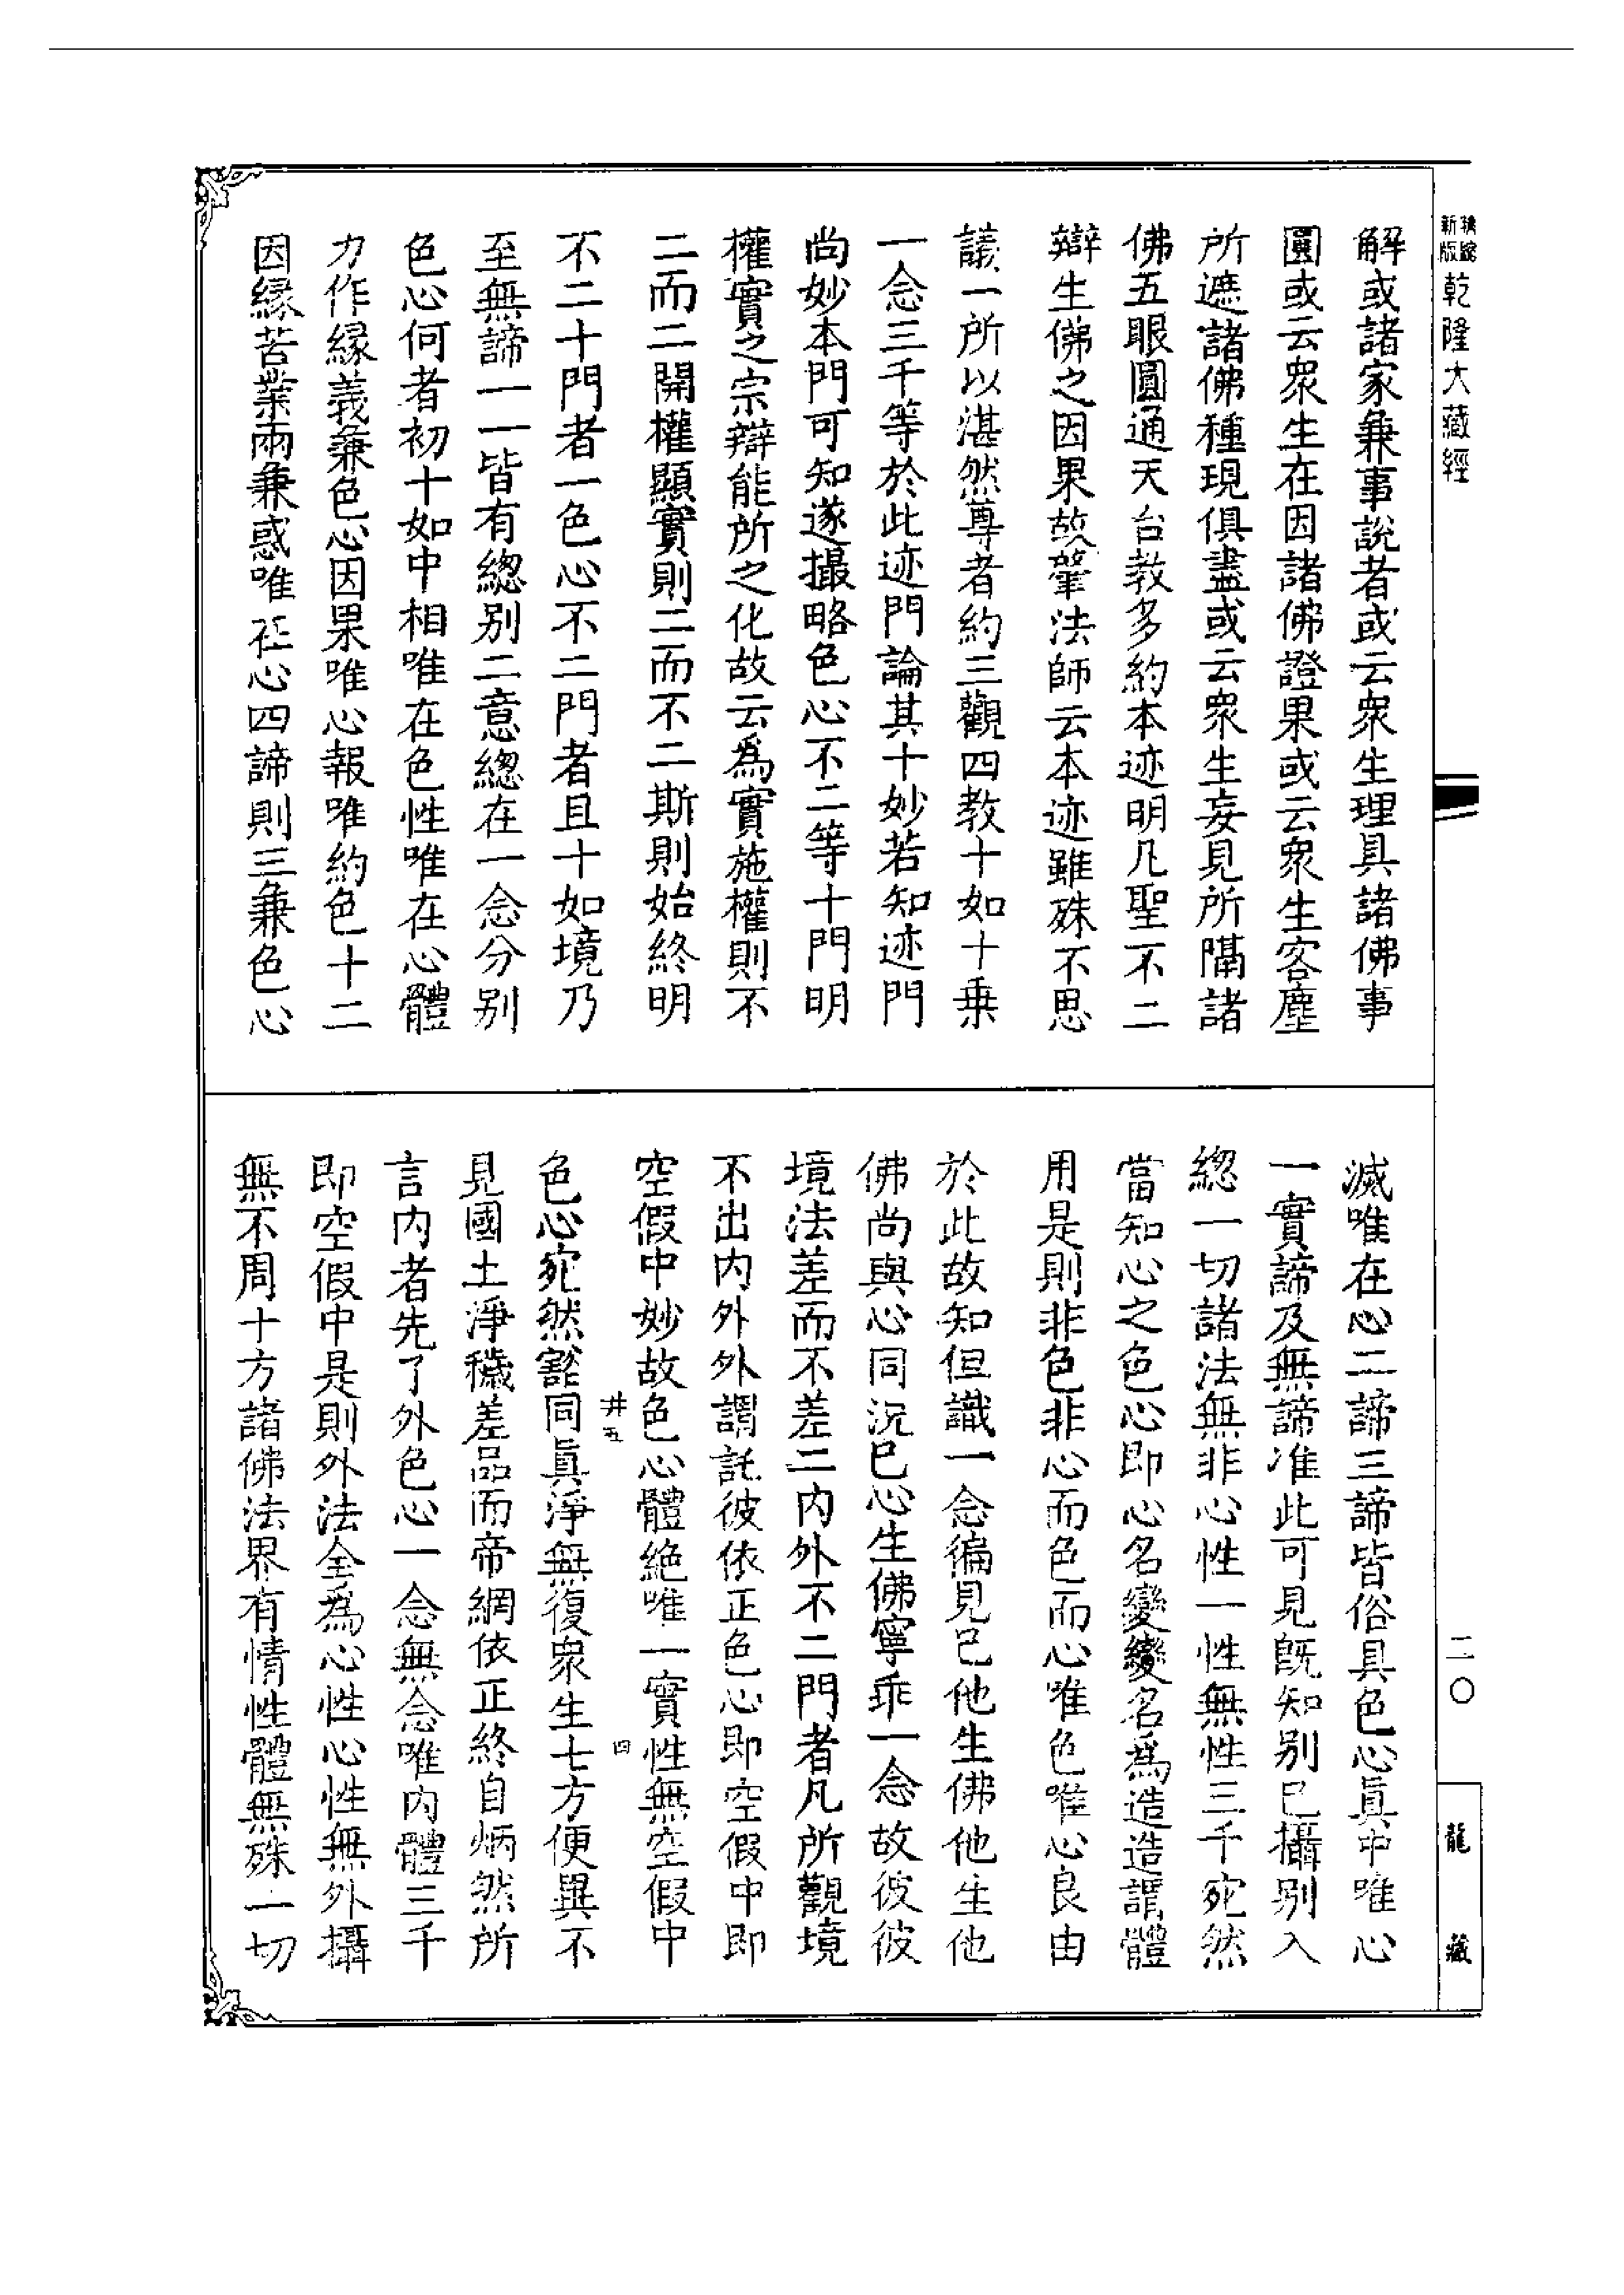 新版
乾隆大藏經
解或諸家兼事說者或云衆生理具諸佛事
圓或云衆生在因諸佛證果或云衆生客塵
所遮諸佛種現俱盡或云衆生妄見所隔諸
佛五眼圓通天台教多約本迹明凡聖不二
辯生佛之因果故肇法師云本迹雖殊不思
議一所以湛然尊者約三觀四教十如十乗
一念三千等於此迹門論其十妙若知迹門
尚妙本門可知遂撮略色心不二等十門明
權實之宗辯能所之化故云爲實施權則不
二而二開權顯實則二而不二斯則始終明
不二十門者一色心不二門者且十如境乃
至無諦一一皆有總别二意總在一念分别
色心何者初十如中相唯在色性唯在心體
力作緣義兼色心因果唯心報唯約色十二
因緣苦業兩兼惑唯在心四諦則三兼色心
滅唯在心二諦三諦皆俗具色心眞中唯心
一實諦及無諦准此可見旣知别已攝别入
總一切諸法無非心性一性無性三千宛然
當知心之色心即心名變變名爲造造謂體
用是則非色非心而色而心唯色唯心良由
於此故知但識一念徧見已他生佛他生他
佛尚與心同況已心生佛寧乖一念故彼彼
境法差而不差二内外不二門者凡所觀境
不出内外外謂託彼依正色心即空假中即
空假中妙故色心體絶唯一實性無空假中
井五
四
色心宛然豁同眞淨無復衆生七方便異不
見國土淨穢差品而帝網依正終自炳然所
言内者先了外色心一念無念唯内體三千
即空假中是則外法全爲心性心性無外攝
無不周十方諸佛法界有情性體無殊一切
二〇
龍藏